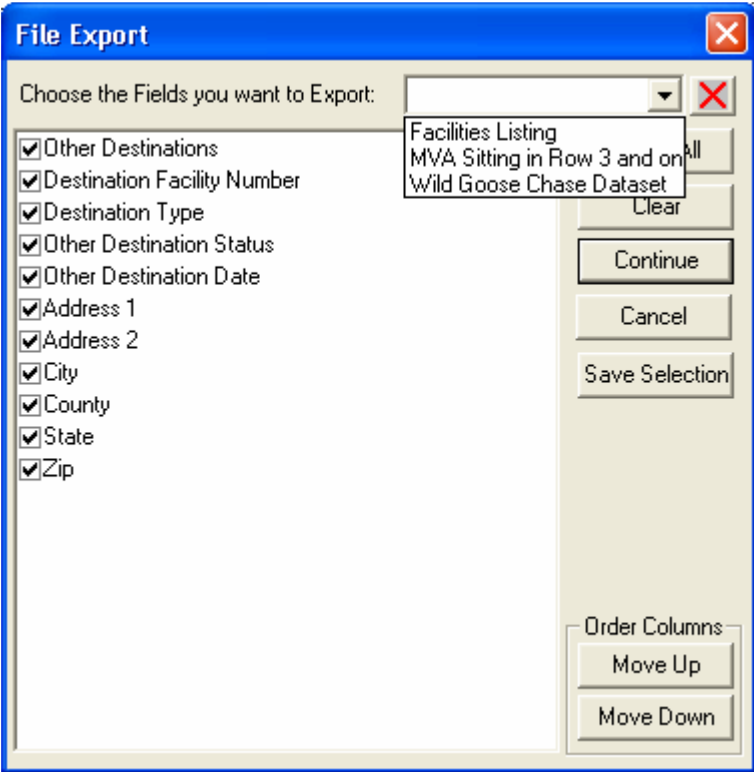 File Export
Choose the Fields you want to Export:
Facilities Listing
MVA Sitting in Row 3 and on
Wild Goose Chase Dataset
Other Destinations
Destination Facility Number
Destination Type
Other Destination Status
Other Destination Date
Address 1
Address 2
City
County
State
Zip
All
Clear
Continue
Cancel
Save Selection
Order Columns
Move Up
Move Down